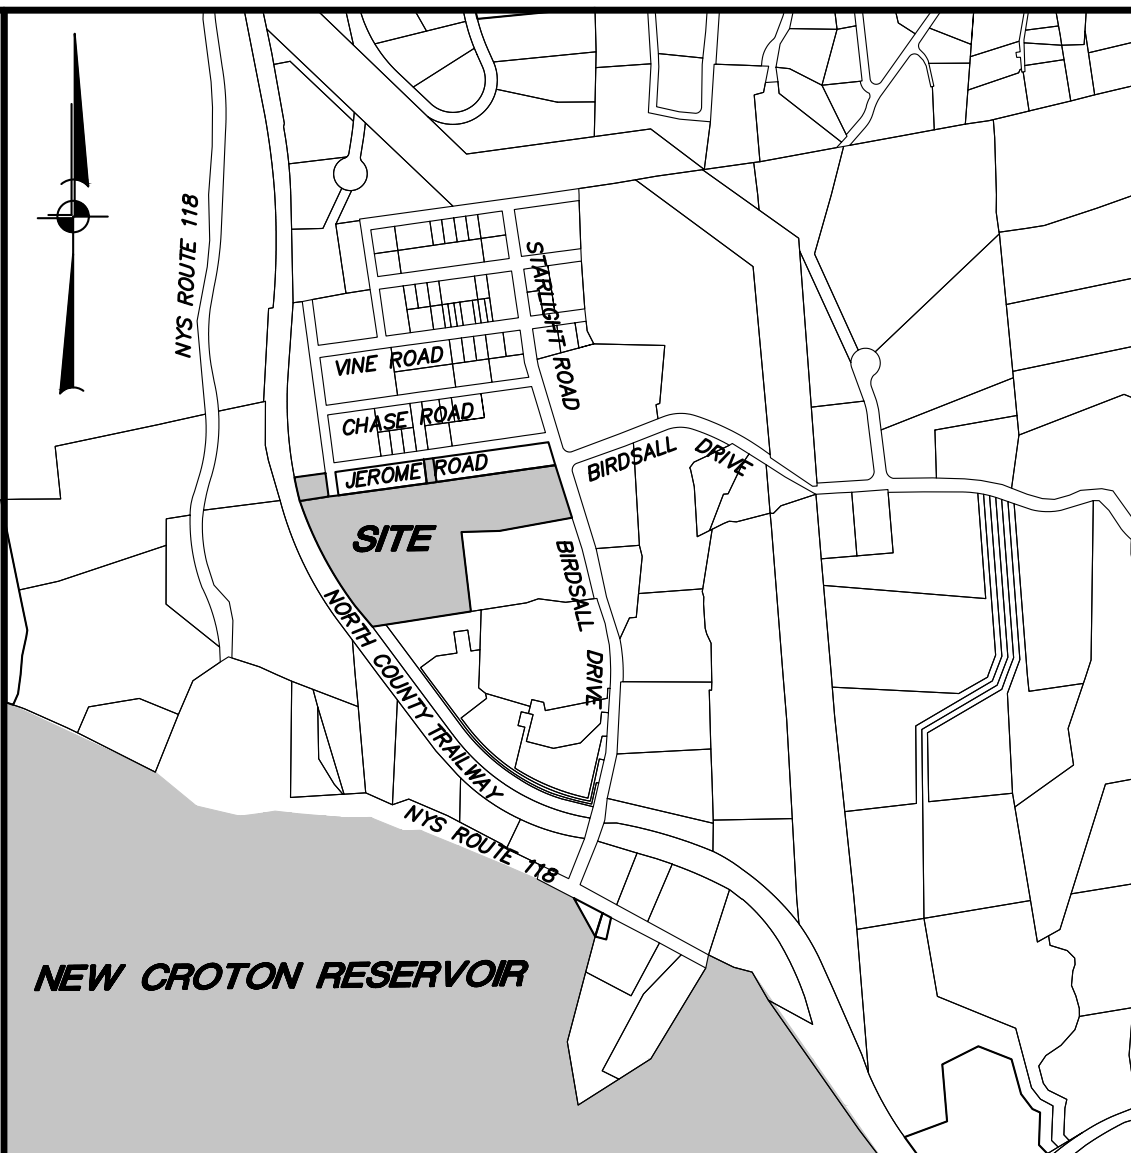 NYS ROUTE 118
STARLIGHT ROAD
VINE ROAD
CHASE ROAD
JEROME ROAD
BIRDSALL DRIVE
SITE
BIRDSALL DRIVE
NORTH COUNTY TRAILWAY
NYS ROUTE 118
NEW CROTON RESERVOIR